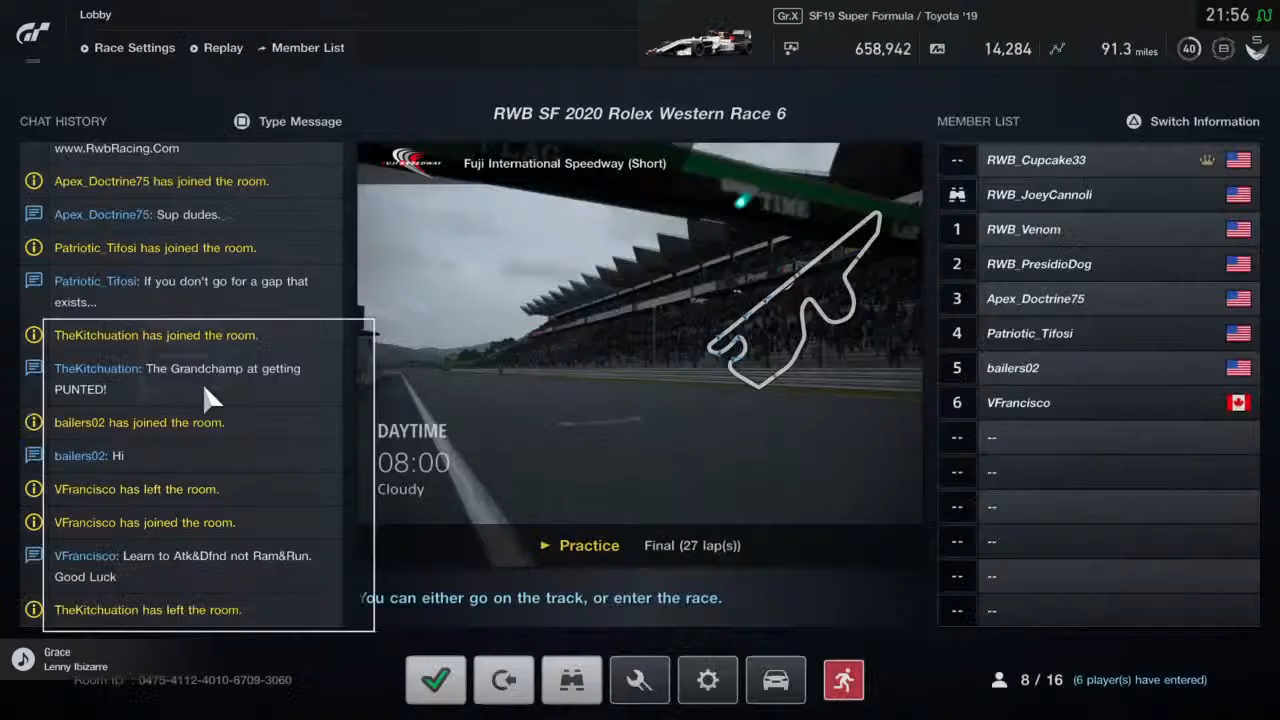 Lobby
Race Settings
Replay
Member List
Gr.X
SF19 Super Formula / Toyota '19
658,942
14,284
91.3 miles
40
B
S
21:56
CHAT HISTORY
Type Message
www.RwbRacing.Com
Apex_Doctrine75 has joined the room.
Apex_Doctrine75: Sup dudes.
Patriotic_Tifosi has joined the room.
Patriotic_Tifosi: If you don't go for a gap that
exists...
TheKitchuation has joined the room.
TheKitchuation: The Grandchamp at getting
PUNTED!
bailers02 has joined the room.
bailers02: Hi
VFrancisco has left the room.
VFrancisco has joined the room.
VFrancisco: Learn to Atk&Dfnd not Ram&Run.
Good Luck
TheKitchuation has left the room.
Grace
Lenny Ibizarre
RWB SF 2020 Rolex Western Race 6
FUJI SPEEDWAY
Fuji International Speedway (Short)
TIME
DAYTIME
08:00
Cloudy
Practice
Final (27 lap(s))
You can either go on the track, or enter the race.
MEMBER LIST
Switch Information
-- RWB_Cupcake33
RWB_JoeyCannoli
1 RWB_Venom
2 RWB_PresidioDog
3 Apex_Doctrine75
4 Patriotic_Tifosi
5 bailers02
6 VFrancisco
-- --
-- --
-- --
-- --
-- --
-- --
8 / 16 (6 player(s) have entered)
: 0475-4112-4010-6709-3060